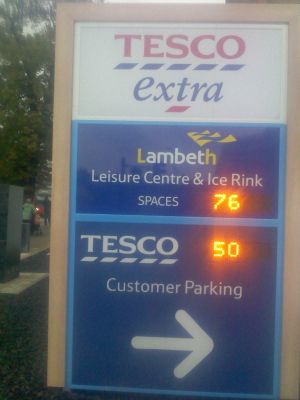 TESCO
extra
Lambeth
Leisure Centre & Ice Rink
SPACES 76
TESCO 50
Customer Parking